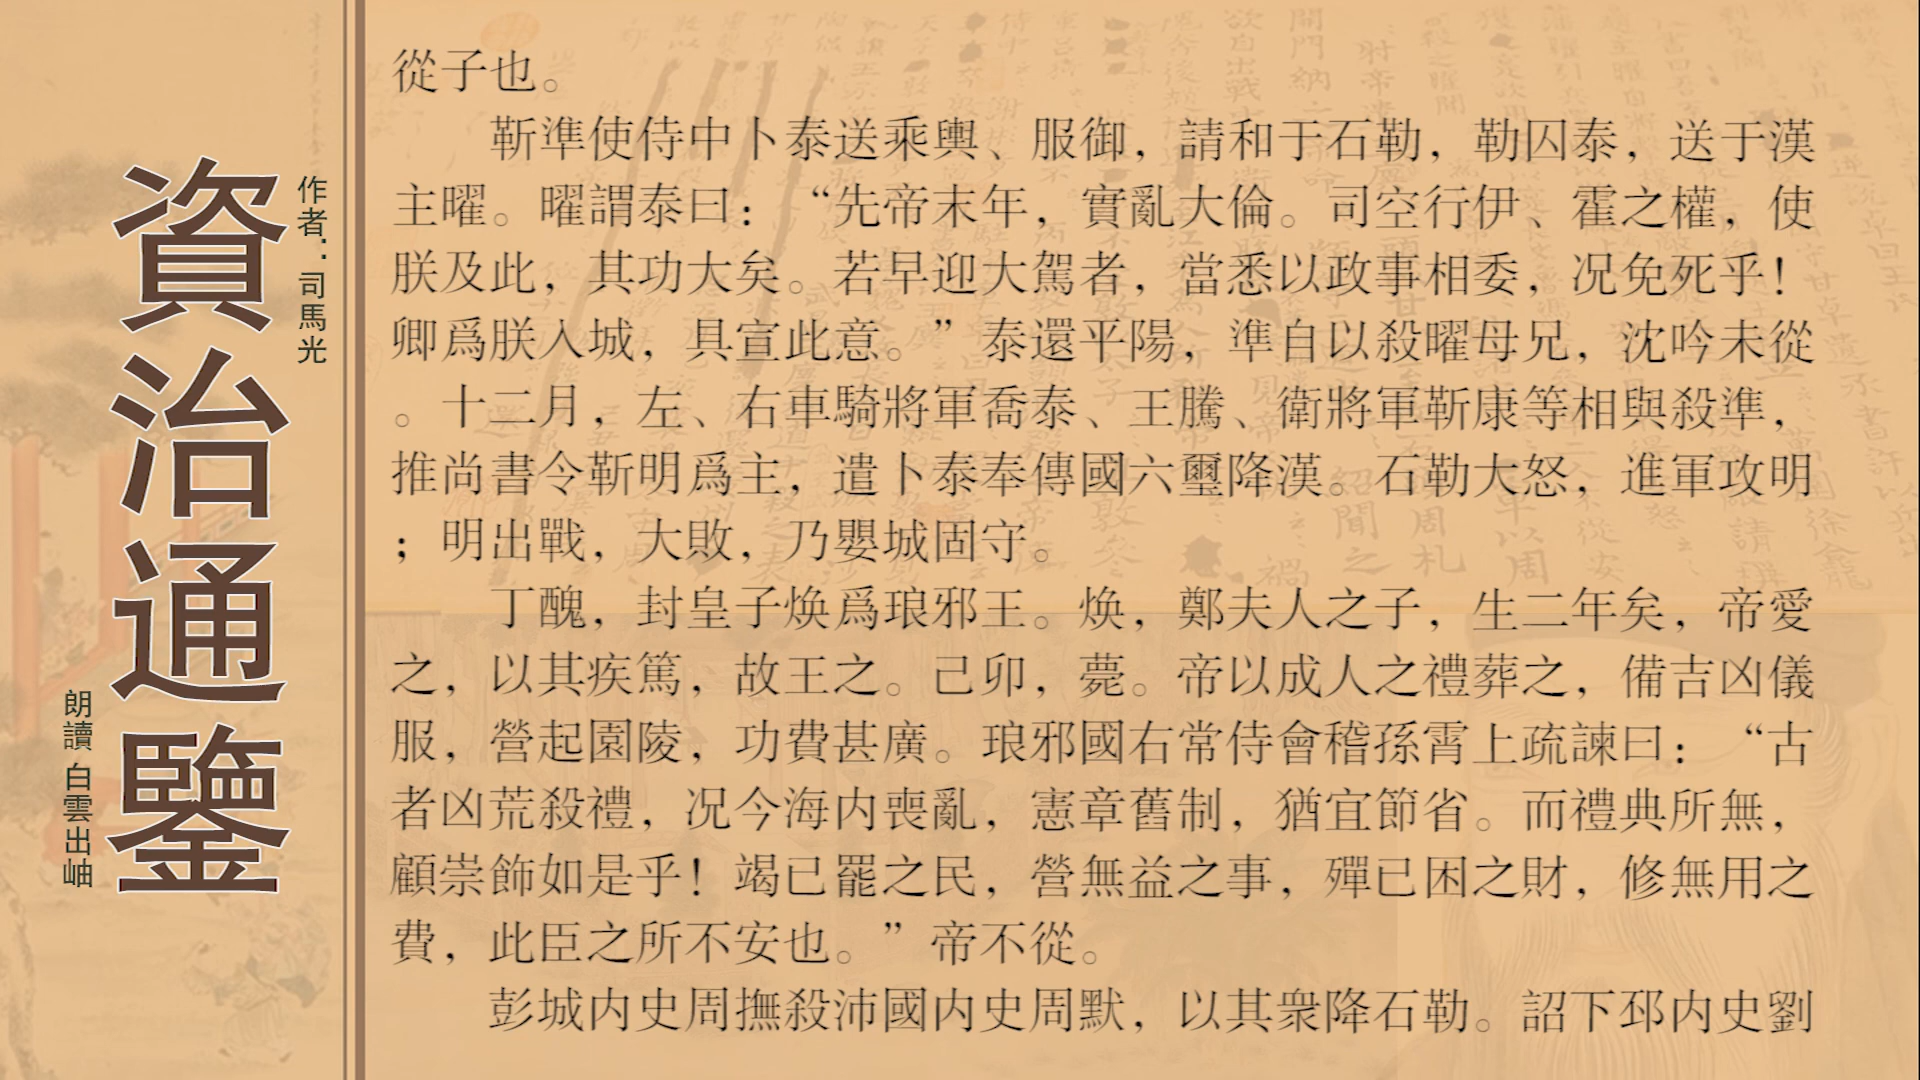 資治通鑒
作者：司馬光
朗讀 白雲出岫
從子也。
靳準使侍中卜泰送乘輿、服御，請和于石勒，勒囚泰，送于漢
主曜。曜謂泰曰：“先帝末年，實亂大倫。司空行伊、霍之權，使
朕及此，其功大矣。若早迎大駕者，當悉以政事相委，况免死乎！
卿爲朕入城，具宣此意。”泰還平陽，準自以殺曜母兄，沈吟未從
。十二月，左、右車騎將軍喬泰、王騰、衛將軍靳康等相與殺準，
推尚書令靳明爲主，遣卜泰奉傳國六璽降漢。石勒大怒，進軍攻明
；明出戰，大敗，乃嬰城固守。
丁醜，封皇子焕爲琅邪王。焕，鄭夫人之子，生二年矣，帝愛
之，以其疾篤，故王之。己卯，薨。帝以成人之禮葬之，備吉凶儀
服，營起園陵，功費甚廣。琅邪國右常侍會稽孫霄上疏諫曰：“古
者凶荒殺禮，况今海内喪亂，憲章舊制，猶宜節省。而禮典所無，
顧崇飾如是乎！竭已罷之民，營無益之事，殫已困之財，修無用之
費，此臣之所不安也。”帝不從。
彭城内史周撫殺沛國内史周默，以其衆降石勒。詔下邳内史劉